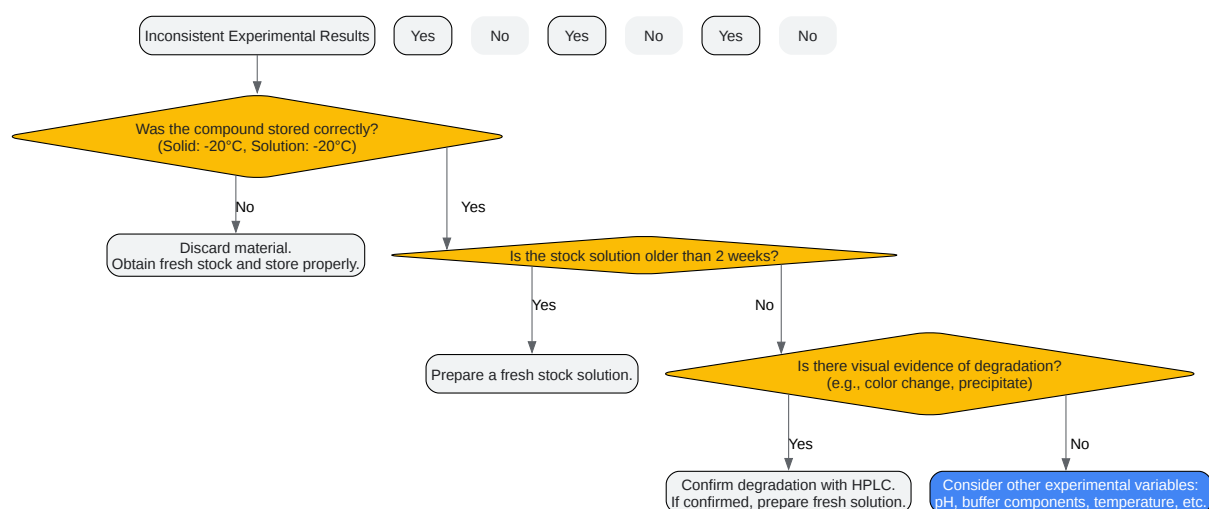 Inconsistent Experimental Results
Yes
No
Yes
No
Yes
No
Was the compound stored correctly?
(Solid: -20°C, Solution: -20°C)
No
Yes
Discard material.
Obtain fresh stock and store properly.
Is the stock solution older than 2 weeks?
Yes
No
Prepare a fresh stock solution.
Is there visual evidence of degradation?
(e.g., color change, precipitate)
Yes
No
Confirm degradation with HPLC.
If confirmed, prepare fresh solution.
Consider other experimental variables:
pH, buffer components, temperature, etc.